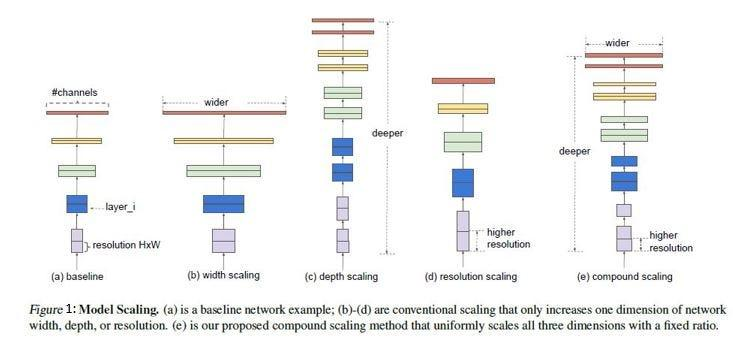 wider
#channels
wider
deeper
deeper
layer_i
higher
resolution
higher
resolution
resolution HxW
(a) baseline
(b) width scaling
(c) depth scaling
(d) resolution scaling
(e) compound scaling
Figure 1: Model Scaling. (a) is a baseline network example; (b)-(d) are conventional scaling that only increases one dimension of network
width, depth, or resolution. (e) is our proposed compound scaling method that uniformly scales all three dimensions with a fixed ratio.